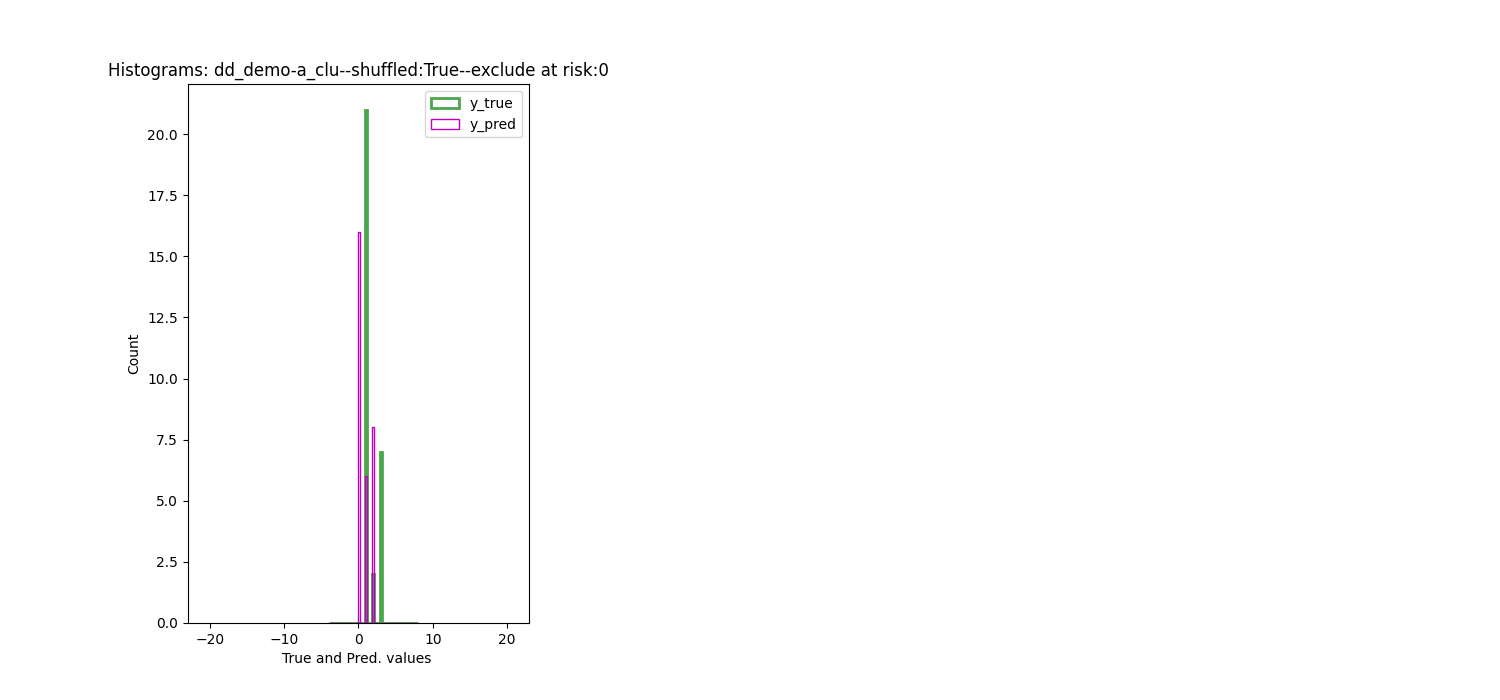 Histograms: dd_demo-a_clu--shuffled:True--exclude at risk:0
y_true
y_pred
20.0
17.5
15.0
12.5
10.0
7.5
5.0
2.5
0.0
Count
−20
−10
0
10
20
True and Pred. values